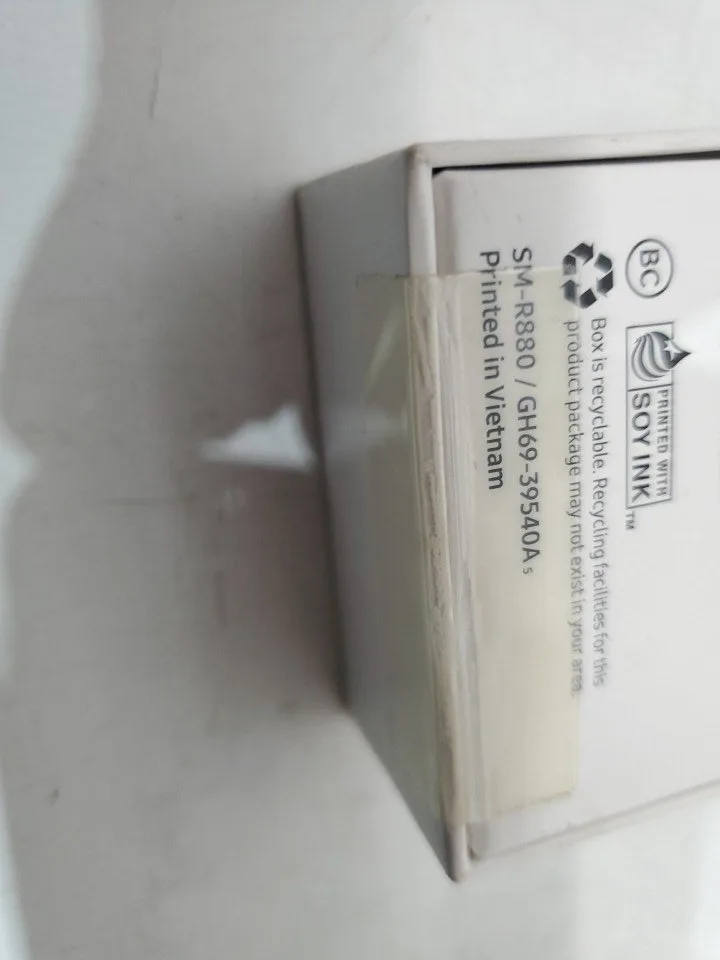 BC
PRINTED WITH
SOY INK™
Box is recyclable. Recycling facilities for this
product package may not exist in your area.
SM-R880 / GH69-39540A 5
Printed in Vietnam